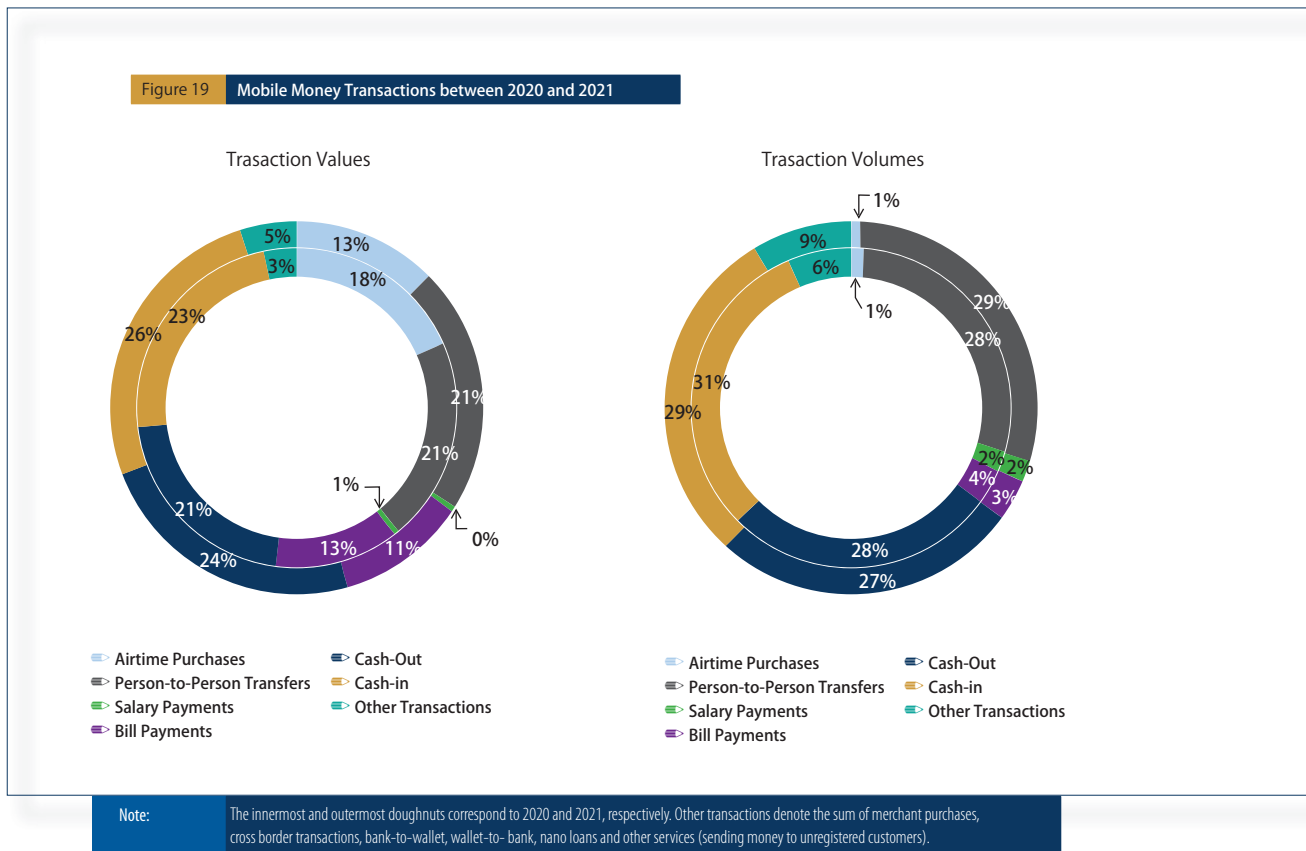 Figure 19
Mobile Money Transactions between 2020 and 2021
Trasaction Values
5%
13%
3%
18%
23%
26%
21%
21%
1%
0%
21%
13%
11%
24%
Airtime Purchases
Person-to-Person Transfers
Salary Payments
Bill Payments
Cash-Out
Cash-in
Other Transactions
Trasaction Volumes
1%
9%
6%
1%
29%
28%
31%
29%
2%
2%
4%
3%
28%
27%
Airtime Purchases
Person-to-Person Transfers
Salary Payments
Bill Payments
Cash-Out
Cash-in
Other Transactions
Note:
The innermost and outermost doughnuts correspond to 2020 and 2021, respectively. Other transactions denote the sum of merchant purchases,
cross border transactions, bank-to-wallet, wallet-to- bank, nano loans and other services (sending money to unregistered customers).